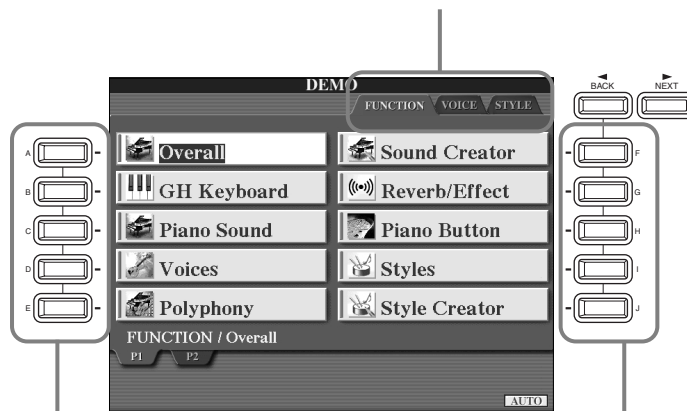 DEMO
BACK NEXT
FUNCTION VOICE STYLE
A Overall Sound Creator F
B GH Keyboard Reverb/Effect G
C Piano Sound Piano Button H
D Voices Styles I
E Polyphony Style Creator J
FUNCTION / Overall
P1 P2
AUTO